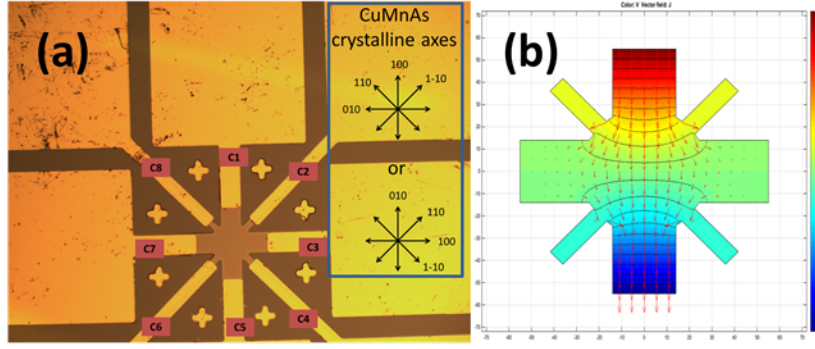 (a)
CuMnAs
crystalline axes
100
110
1-10
010
or
010
110
100
1-10
C1
C8
C2
C7
C3
C6
C5
C4
(b)
Color: V Vector field: J